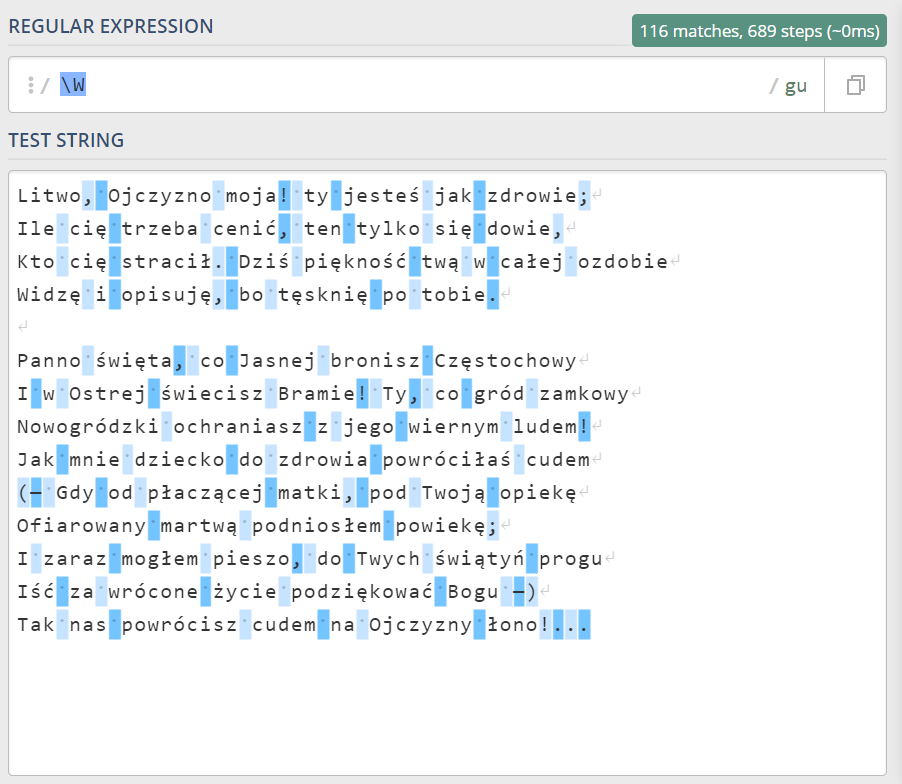 REGULAR EXPRESSION
116 matches, 689 steps (~0ms)
/ \W / gu
TEST STRING
Litwo, Ojczyzno moja! ty jesteś jak zdrowie;
Ile cię trzeba cenić, ten tylko się dowie,
Kto cię stracił. Dziś piękność twą w całej ozdobie
Widzę i opisuję, bo tęsknię po tobie.

Panno święta, co Jasnej bronisz Częstochowy
I w Ostrej świecisz Bramie! Ty, co gród zamkowy
Nowogródzki ochraniasz z jego wiernym ludem!
Jak mnie dziecko do zdrowia powróciłaś cudem
(— Gdy od płaczącej matki, pod Twoją opiekę
Ofiarowany martwą podniosłem powiekę;
I zaraz mogłem pieszo, do Twych świątyń progu
Iść za wrócone życie podziękować Bogu —)
Tak nas powrócisz cudem na Ojczyzny łono!...